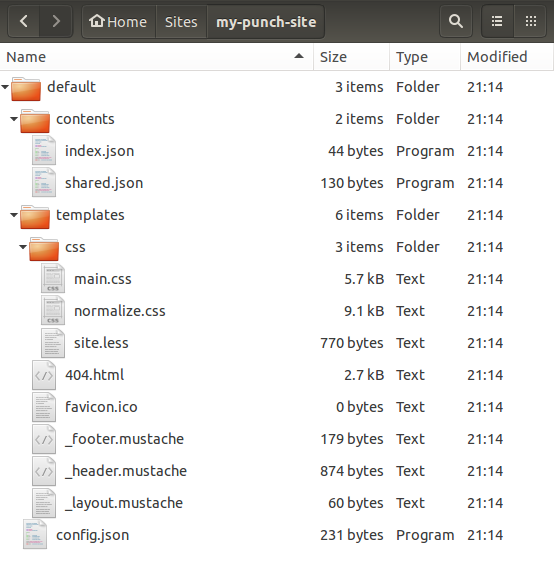 Home Sites my-punch-site
Name Size Type Modified
default 3 items Folder 21:14
contents 2 items Folder 21:14
index.json 44 bytes Program 21:14
shared.json 130 bytes Program 21:14
templates 6 items Folder 21:14
css 3 items Folder 21:14
main.css 5.7 kB Text 21:14
normalize.css 9.1 kB Text 21:14
site.less 770 bytes Text 21:14
404.html 2.7 kB Text 21:14
favicon.ico 0 bytes Text 21:14
_footer.mustache 179 bytes Text 21:14
_header.mustache 874 bytes Text 21:14
_layout.mustache 60 bytes Text 21:14
config.json 231 bytes Program 21:14